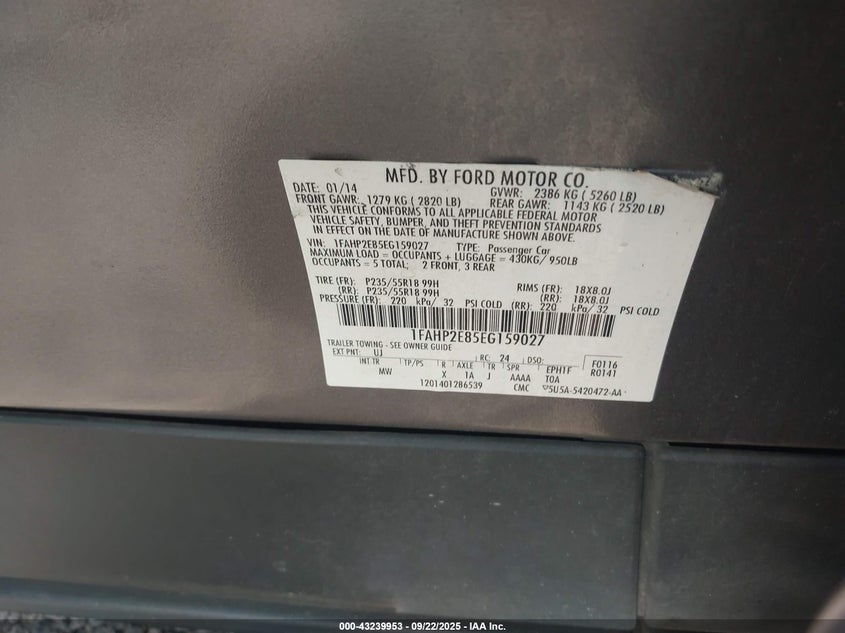 MFD. BY FORD MOTOR CO.
DATE: 01/14 GVWR: 2386 KG ( 5260 LB)
FRONT GAWR: 1279 KG ( 2820 LB) REAR GAWR: 1143 KG ( 2520 LB)
THIS VEHICLE CONFORMS TO ALL APPLICABLE FEDERAL MOTOR
VEHICLE SAFETY, BUMPER, AND THEFT PREVENTION STANDARDS
IN EFFECT ON THE DATE OF MANUFACTURE SHOWN ABOVE.
VIN: 1FAHP2E85EG159027 TYPE: Passenger Car
MAXIMUM LOAD = OCCUPANTS + LUGGAGE = 430KG/ 950LB
OCCUPANTS = 5 TOTAL; 2 FRONT, 3 REAR
TIRE (FR): P235/55R18 99H RIMS (FR): 18X8.0J
(RR): P235/55R18 99H (RR): 18X8.0J
PRESSURE (FR): 220 kPa/ 32 PSI COLD (RR): 220 kPa/ 32 PSI COLD
1FAHP2E85EG159027
TRAILER TOWING - SEE OWNER GUIDE
EXT PNT: UJ RC: 24 DSO: F0116
INT TR TP/PS R AXLE TR SPR EPH1F R0141
MW X 1A J AAAA T0A
1201401286539 CMC 5U5A-5420472-AA
000-43239953 - 09/22/2025 - IAA Inc.